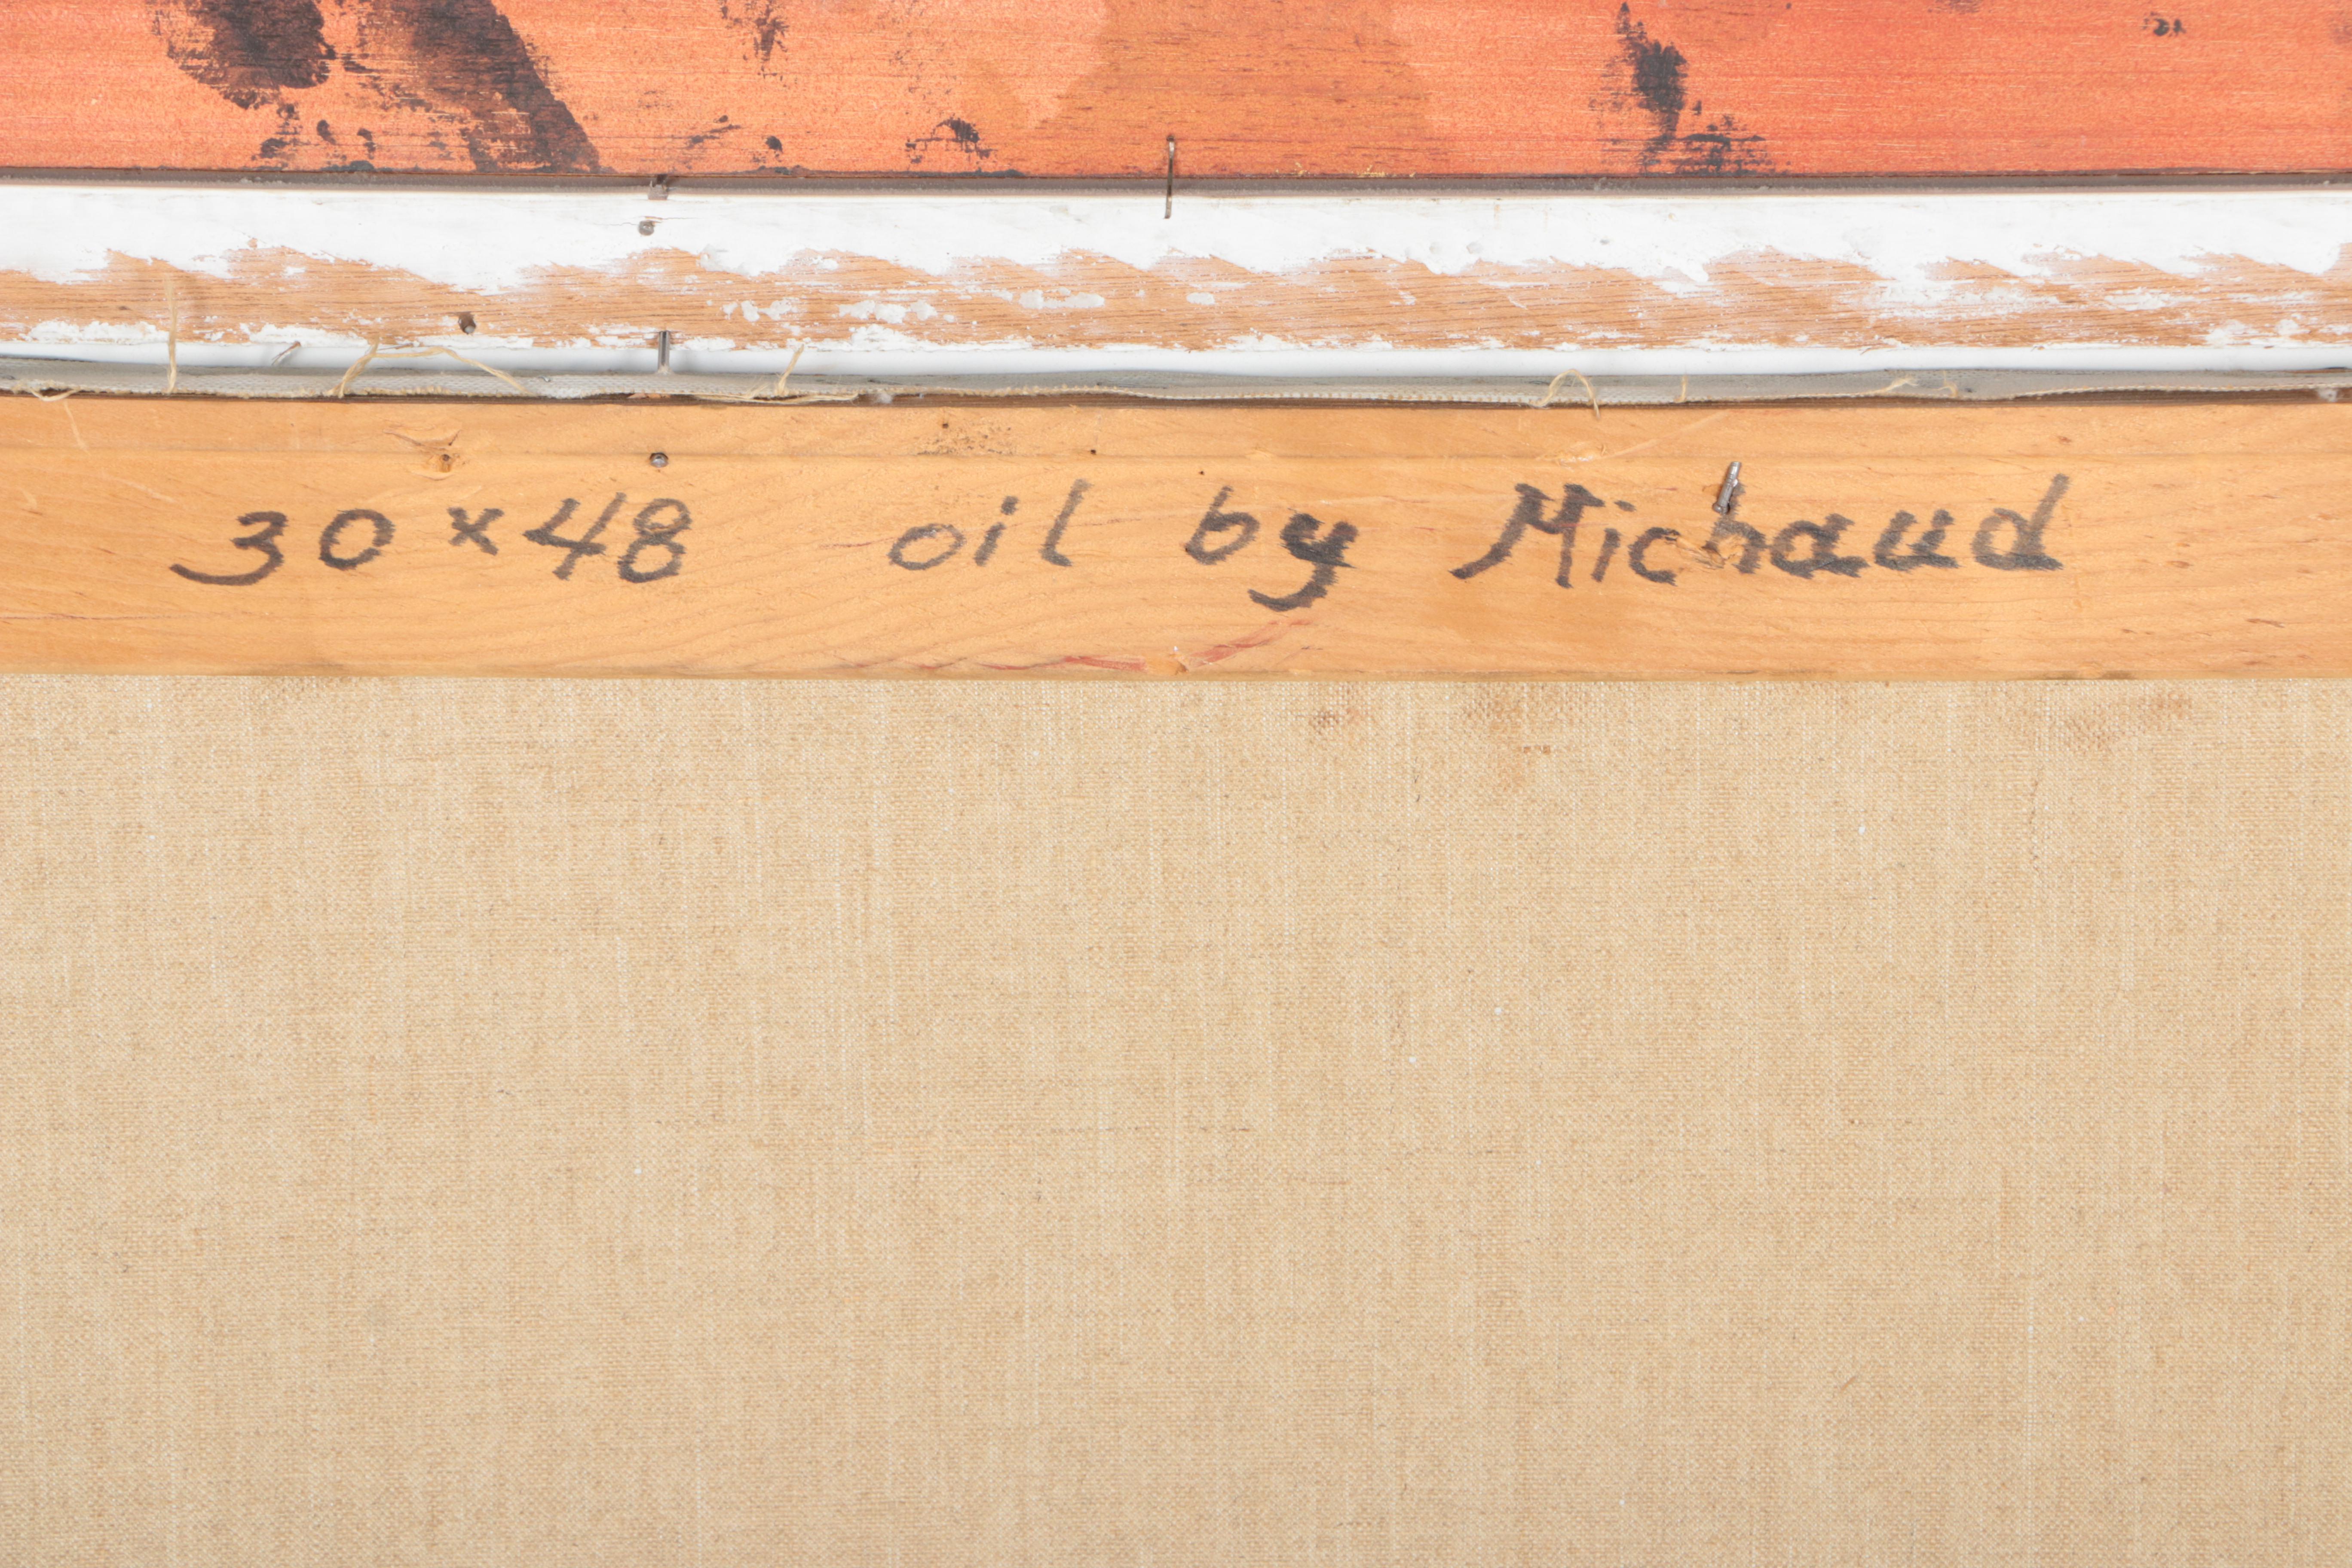 30 x 48 oil by Michaud